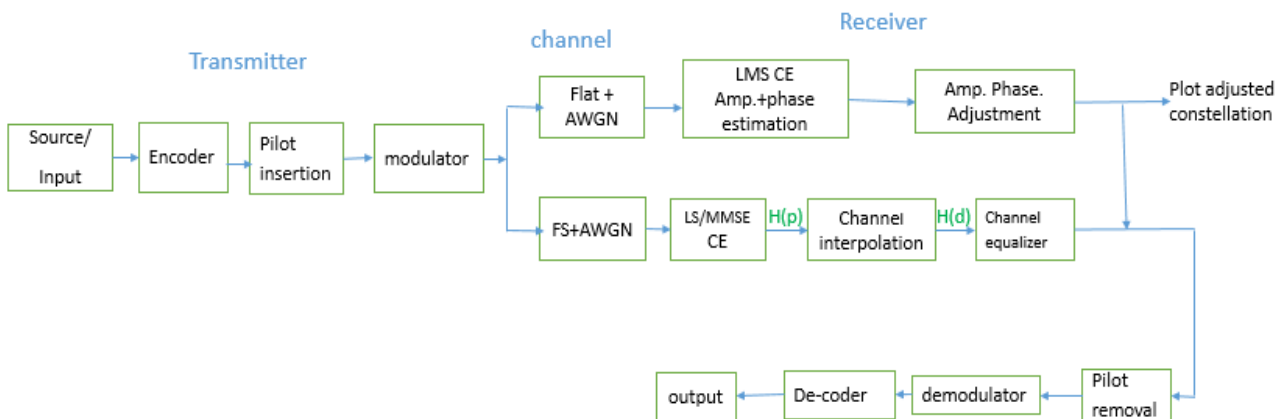 Transmitter
channel
Receiver
Source/
Input
Encoder
Pilot
insertion
modulator
Flat +
AWGN
LMS CE
Amp.+phase
estimation
Amp. Phase.
Adjustment
Plot adjusted
constellation
FS+AWGN
LS/MMSE
CE
H(p)
Channel
interpolation
H(d)
Channel
equalizer
output
De-coder
demodulator
Pilot
removal